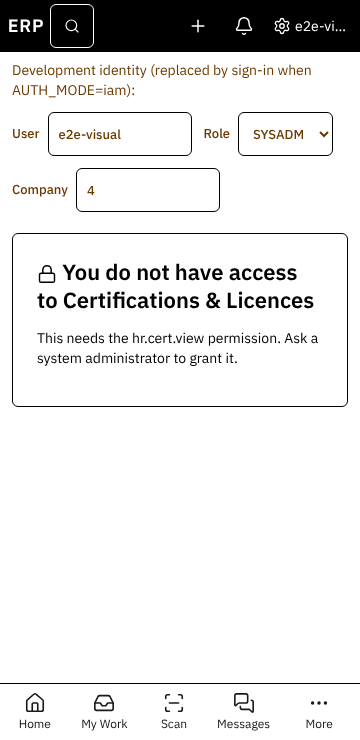 ERP
e2e-vi...
Development identity (replaced by sign-in when
AUTH_MODE=iam):
User e2e-visual Role SYSADM
Company 4
You do not have access
to Certifications & Licences
This needs the hr.cert.view permission. Ask a
system administrator to grant it.
Home My Work Scan Messages More